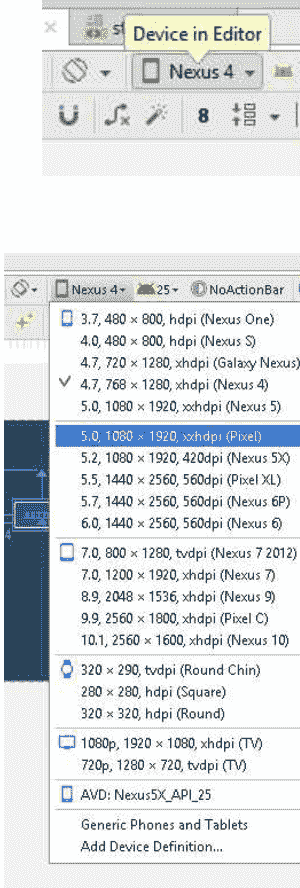 Device in Editor
Nexus 4
8
Nexus 4
25
NoActionBar
3.7, 480 × 800, hdpi (Nexus One)
4.0, 480 × 800, hdpi (Nexus S)
4.7, 720 × 1280, xhdpi (Galaxy Nexus)
4.7, 768 × 1280, xhdpi (Nexus 4)
5.0, 1080 × 1920, xxhdpi (Nexus 5)
5.0, 1080 × 1920, xxhdpi (Pixel)
5.2, 1080 × 1920, 420dpi (Nexus 5X)
5.5, 1440 × 2560, 560dpi (Pixel XL)
5.7, 1440 × 2560, 560dpi (Nexus 6P)
6.0, 1440 × 2560, 560dpi (Nexus 6)
7.0, 800 × 1280, tvdpi (Nexus 7 2012)
7.0, 1200 × 1920, xhdpi (Nexus 7)
8.9, 2048 × 1536, xhdpi (Nexus 9)
9.9, 2560 × 1800, xhdpi (Pixel C)
10.1, 2560 × 1600, xhdpi (Nexus 10)
320 × 290, tvdpi (Round Chin)
280 × 280, hdpi (Square)
320 × 320, hdpi (Round)
1080p, 1920 × 1080, xhdpi (TV)
720p, 1280 × 720, tvdpi (TV)
AVD: Nexus5X_API_25
Generic Phones and Tablets
Add Device Definition...